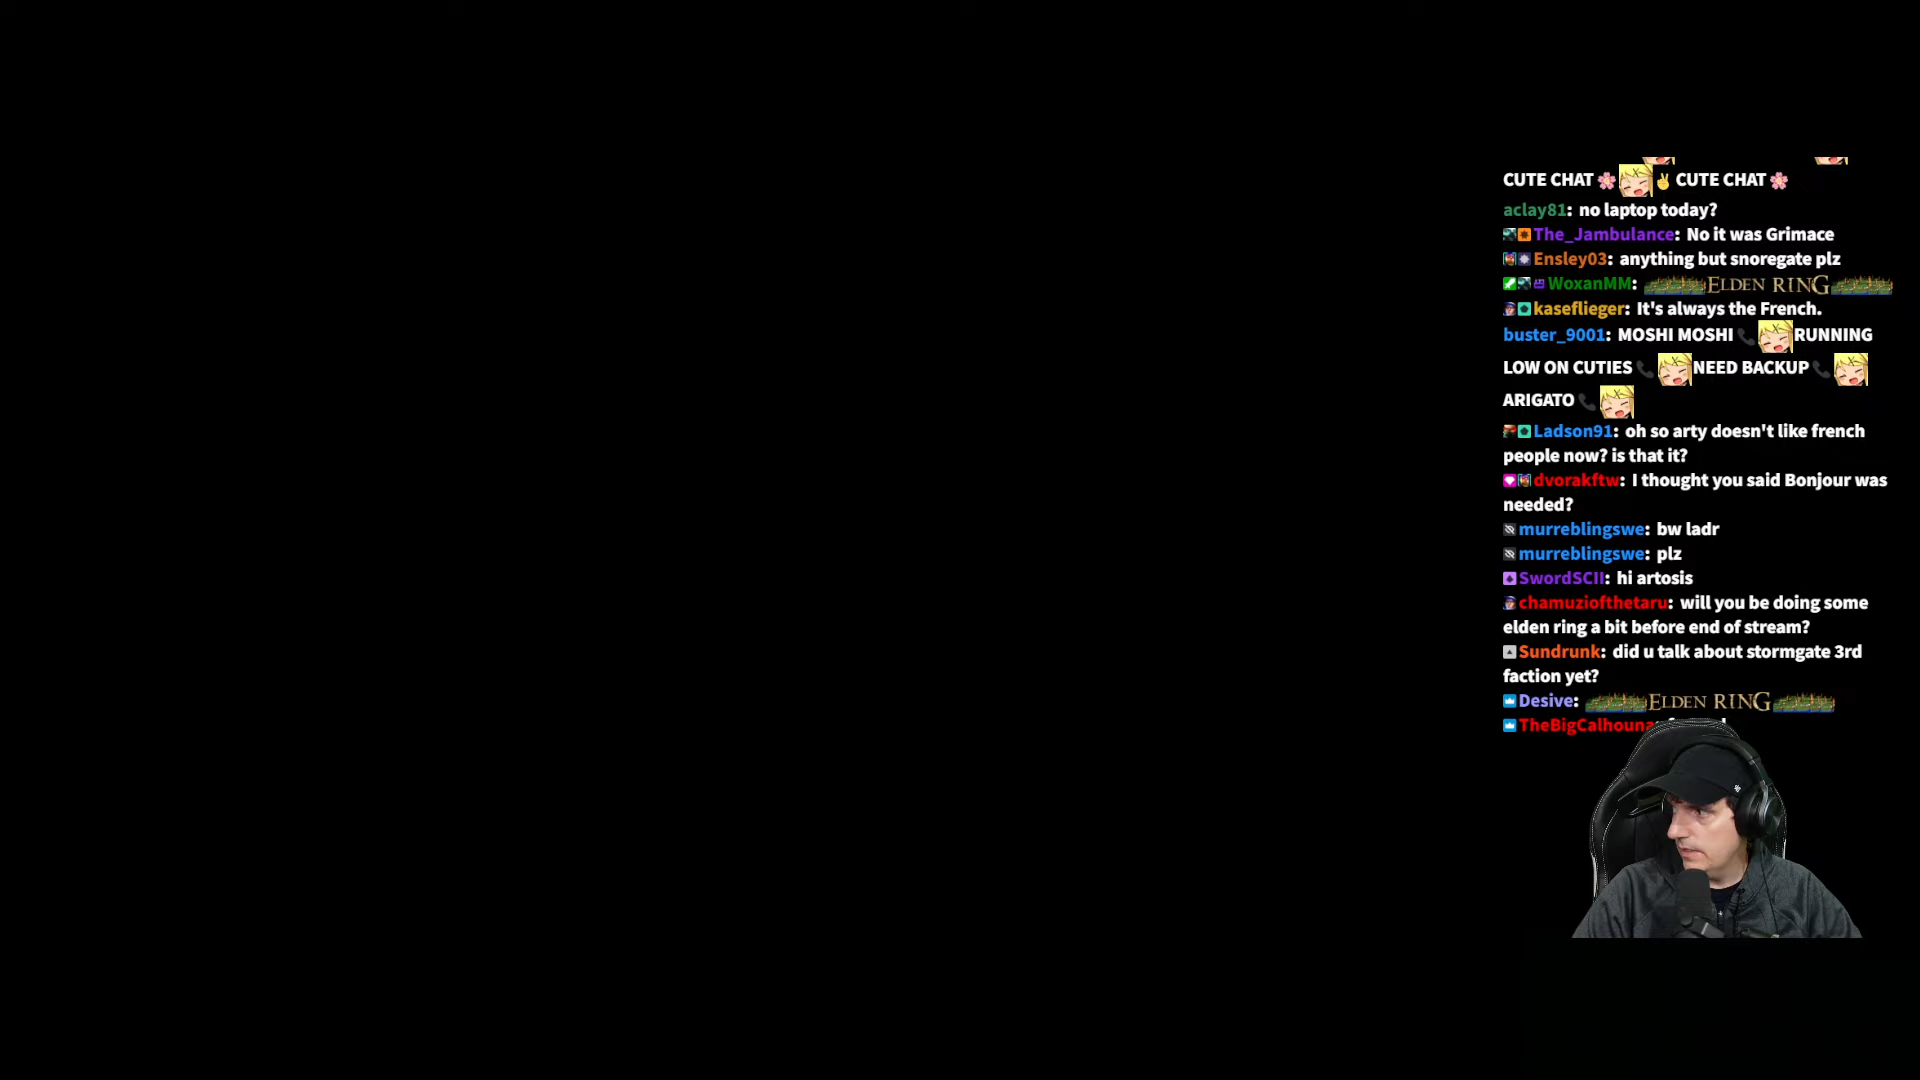 CUTE CHAT CUTE CHAT
aclay81: no laptop today?
The_Jambulance: No it was Grimace
Ensley03: anything but snoregate plz
WoxanMM: ELDEN RING
kaseflieger: It's always the French.
buster_9001: MOSHI MOSHI RUNNING
LOW ON CUTIES NEED BACKUP
ARIGATO
Ladson91: oh so arty doesn't like french
people now? is that it?
dvorakftw: I thought you said Bonjour was
needed?
murreblingswe: bw ladr
murreblingswe: plz
SwordSCII: hi artosis
chamuziofthetaru: will you be doing some
elden ring a bit before end of stream?
Sundrunk: did u talk about stormgate 3rd
faction yet?
Desive: ELDEN RING
TheBigCalhouna